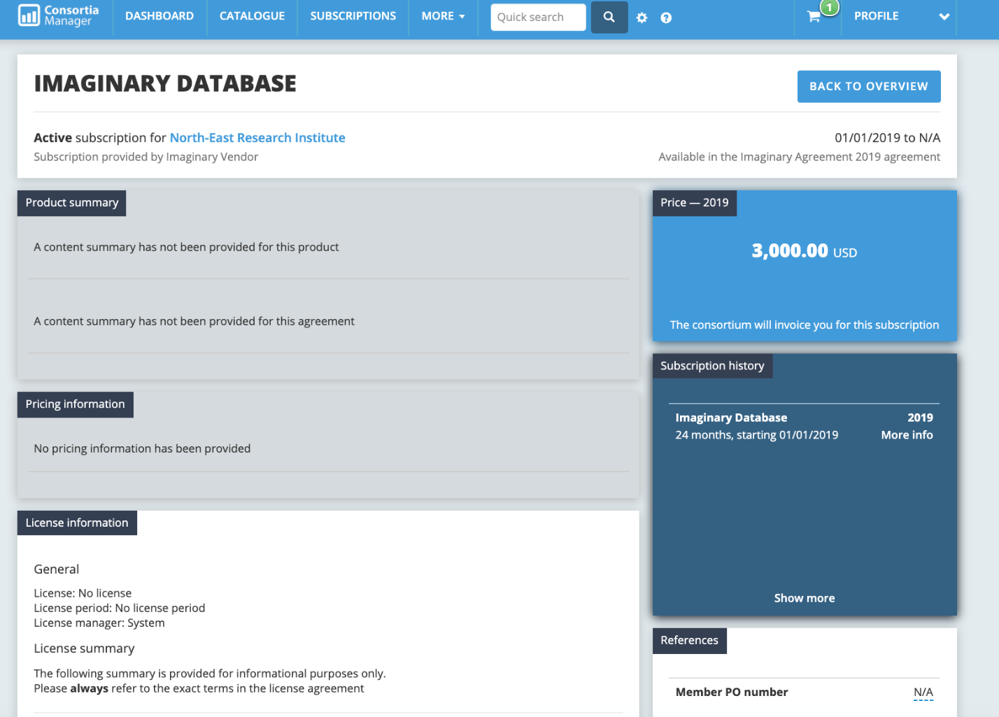 Consortia
Manager
DASHBOARD
CATALOGUE
SUBSCRIPTIONS
MORE
Quick search
1
PROFILE
IMAGINARY DATABASE
BACK TO OVERVIEW
Active subscription for North-East Research Institute
01/01/2019 to N/A
Subscription provided by Imaginary Vendor
Available in the Imaginary Agreement 2019 agreement
Product summary
A content summary has not been provided for this product
A content summary has not been provided for this agreement
Price — 2019
3,000.00 USD
The consortium will invoice you for this subscription
Pricing information
No pricing information has been provided
Subscription history
Imaginary Database 2019
24 months, starting 01/01/2019 More info
Show more
License information
General
License: No license
License period: No license period
License manager: System
License summary
The following summary is provided for informational purposes only.
Please always refer to the exact terms in the license agreement
References
Member PO number N/A